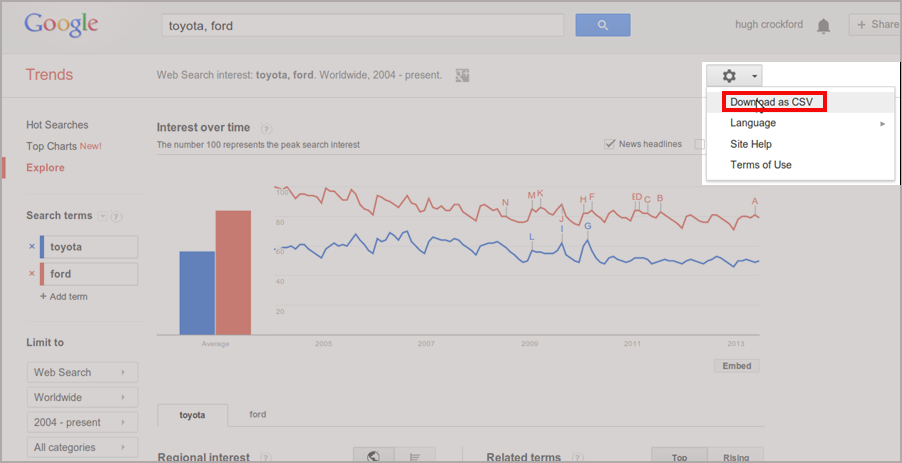 Google
toyota, ford
hugh crockford
+ Share
Trends
Web Search interest: toyota, ford. Worldwide, 2004 - present.
Download as CSV
Language
Site Help
Terms of Use
Hot Searches
Top Charts New!
Explore
Interest over time ?
The number 100 represents the peak search interest
News headlines
Search terms ?
× toyota
× ford
+ Add term
100
80
60
40
20
N
M
K
L
J
I
H
F
G
E
D
C
B
A
Average
2005
2007
2009
2011
2013
Embed
Limit to
Web Search
Worldwide
2004 - present
All categories
toyota
ford
Regional interest ?
Related terms ?
Top
Rising